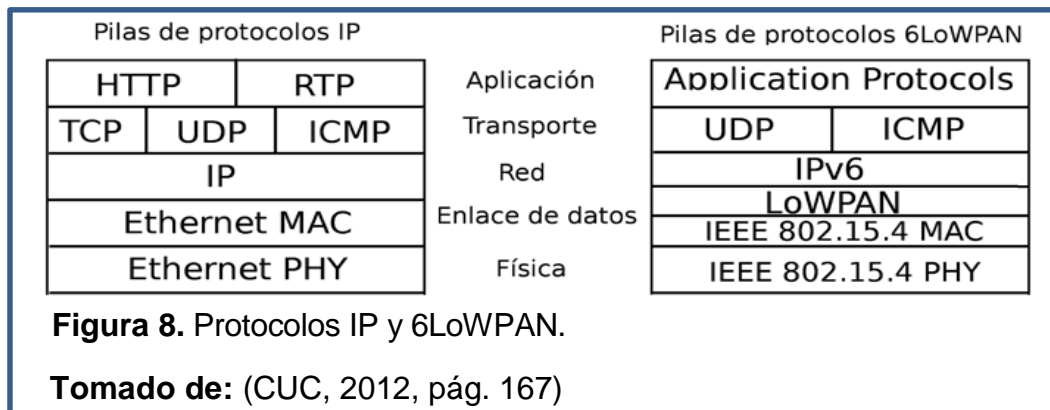 Pilas de protocolos IP
Pilas de protocolos 6LoWPAN
HTTP RTP Aplicación Application Protocols
TCP UDP ICMP Transporte UDP ICMP
IP Red IPv6
Ethernet MAC Enlace de datos LoWPAN
IEEE 802.15.4 MAC
Ethernet PHY Física IEEE 802.15.4 PHY
Figura 8. Protocolos IP y 6LoWPAN.
Tomado de: (CUC, 2012, pág. 167)